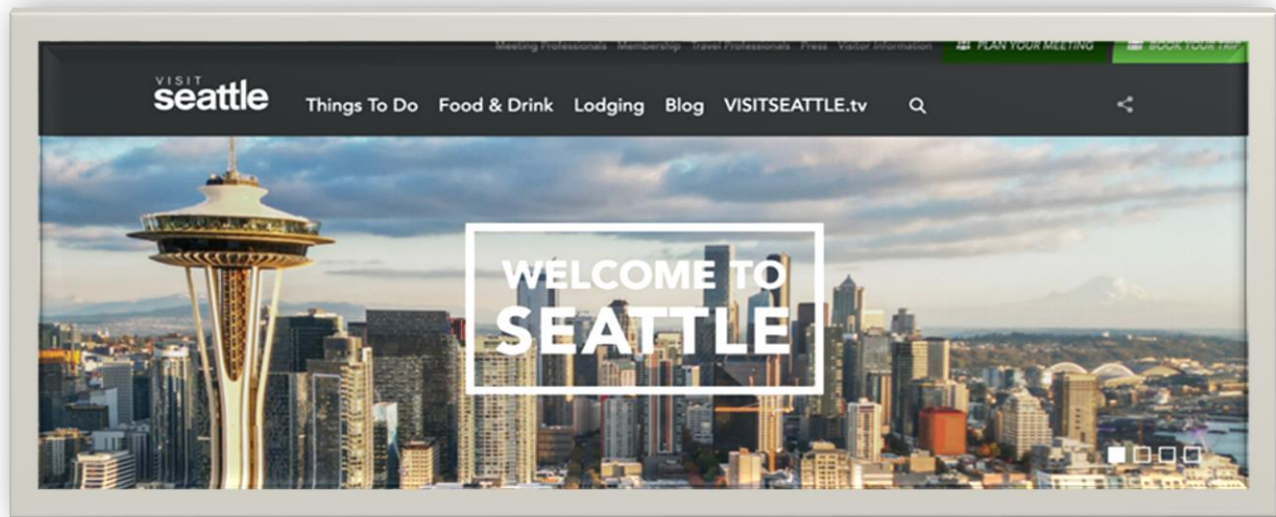 Meeting Professionals Membership Travel Professionals Press Visitor Information PLAN YOUR MEETING BOOK YOUR TRIP
VISIT
seattle
Things To Do Food & Drink Lodging Blog VISITSEATTLE.tv
WELCOME TO
SEATTLE